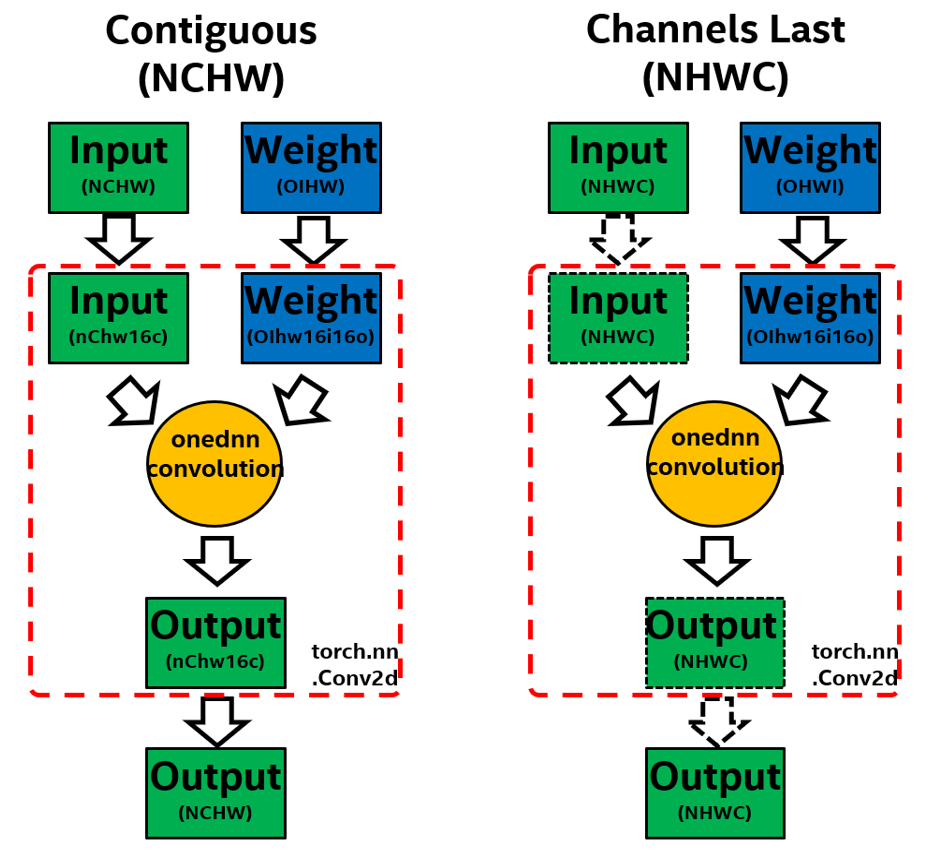 Contiguous
(NCHW)
Input
(NCHW)
Weight
(OIHW)
Input
(nChw16c)
Weight
(OIhw16i16o)
onednn
convolution
Output
(nChw16c)
torch.nn
.Conv2d
Output
(NCHW)
Channels Last
(NHWC)
Input
(NHWC)
Weight
(OHWI)
Input
(NHWC)
Weight
(OIhw16i16o)
onednn
convolution
Output
(NHWC)
torch.nn
.Conv2d
Output
(NHWC)